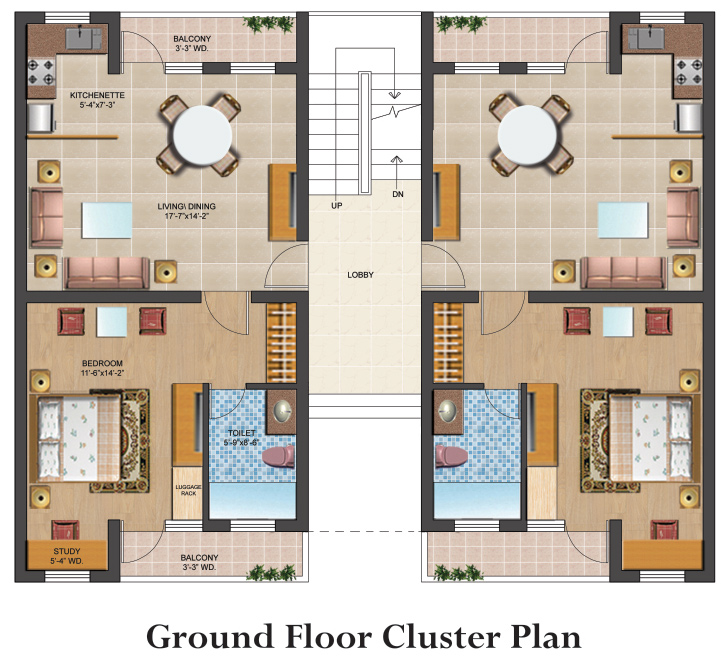 BALCONY
3'-3" WD.
KITCHENETTE
5'-4"x7'-3"
LIVING\ DINING
17'-7"x14'-2"
UP
DN
LOBBY
BEDROOM
11'-6"x14'-2"
TOILET
5'-9"x8'-6"
LUGGAGE
RACK
STUDY
5'-4" WD.
BALCONY
3'-3" WD.
Ground Floor Cluster Plan